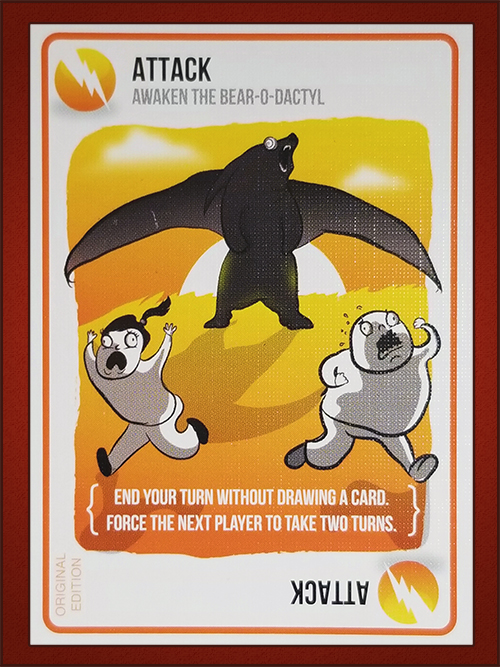 ATTACK
AWAKEN THE BEAR-O-DACTYL
END YOUR TURN WITHOUT DRAWING A CARD.
FORCE THE NEXT PLAYER TO TAKE TWO TURNS.
ORIGINAL
EDITION
ATTACK